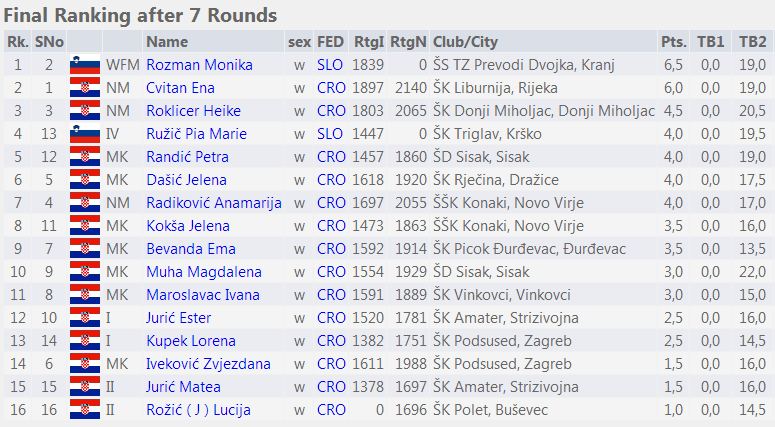 Final Ranking after 7 Rounds
Rk. SNo Name sex FED RtgI RtgN Club/City Pts. TB1 TB2
1 2 WFM Rozman Monika w SLO 1839 0 ŠS TZ Prevodi Dvojka, Kranj 6,5 0,0 19,0
2 1 NM Cvitan Ena w CRO 1897 2140 ŠK Liburnija, Rijeka 6,0 0,0 19,0
3 3 NM Roklicer Heike w CRO 1803 2065 ŠK Donji Miholjac, Donji Miholjac 4,5 0,0 20,5
4 13 IV Ružič Pia Marie w SLO 1447 0 ŠK Triglav, Krško 4,0 0,0 19,5
5 12 MK Randić Petra w CRO 1457 1860 ŠD Sisak, Sisak 4,0 0,0 19,0
6 5 MK Dašić Jelena w CRO 1618 1920 ŠK Rječina, Dražice 4,0 0,0 17,5
7 4 NM Radiković Anamarija w CRO 1697 2055 ŠŠK Konaki, Novo Virje 4,0 0,0 17,0
8 11 MK Kokša Jelena w CRO 1473 1863 ŠŠK Konaki, Novo Virje 3,5 0,0 16,0
9 7 MK Bevanda Ema w CRO 1592 1914 ŠK Picok Đurđevac, Đurđevac 3,5 0,0 13,5
10 9 MK Muha Magdalena w CRO 1554 1929 ŠD Sisak, Sisak 3,0 0,0 22,0
11 8 MK Maroslavac Ivana w CRO 1591 1889 ŠK Vinkovci, Vinkovci 3,0 0,0 15,0
12 10 I Jurić Ester w CRO 1520 1781 ŠK Amater, Strizivojna 2,5 0,0 16,0
13 14 I Kupek Lorena w CRO 1382 1751 ŠK Podsused, Zagreb 2,5 0,0 14,5
14 6 MK Iveković Zvjezdana w CRO 1611 1988 ŠK Podsused, Zagreb 1,5 0,0 16,5
15 15 II Jurić Matea w CRO 1378 1697 ŠK Amater, Strizivojna 1,5 0,0 16,0
16 16 II Rožić ( J ) Lucija w CRO 0 1696 ŠK Polet, Buševec 1,0 0,0 14,5